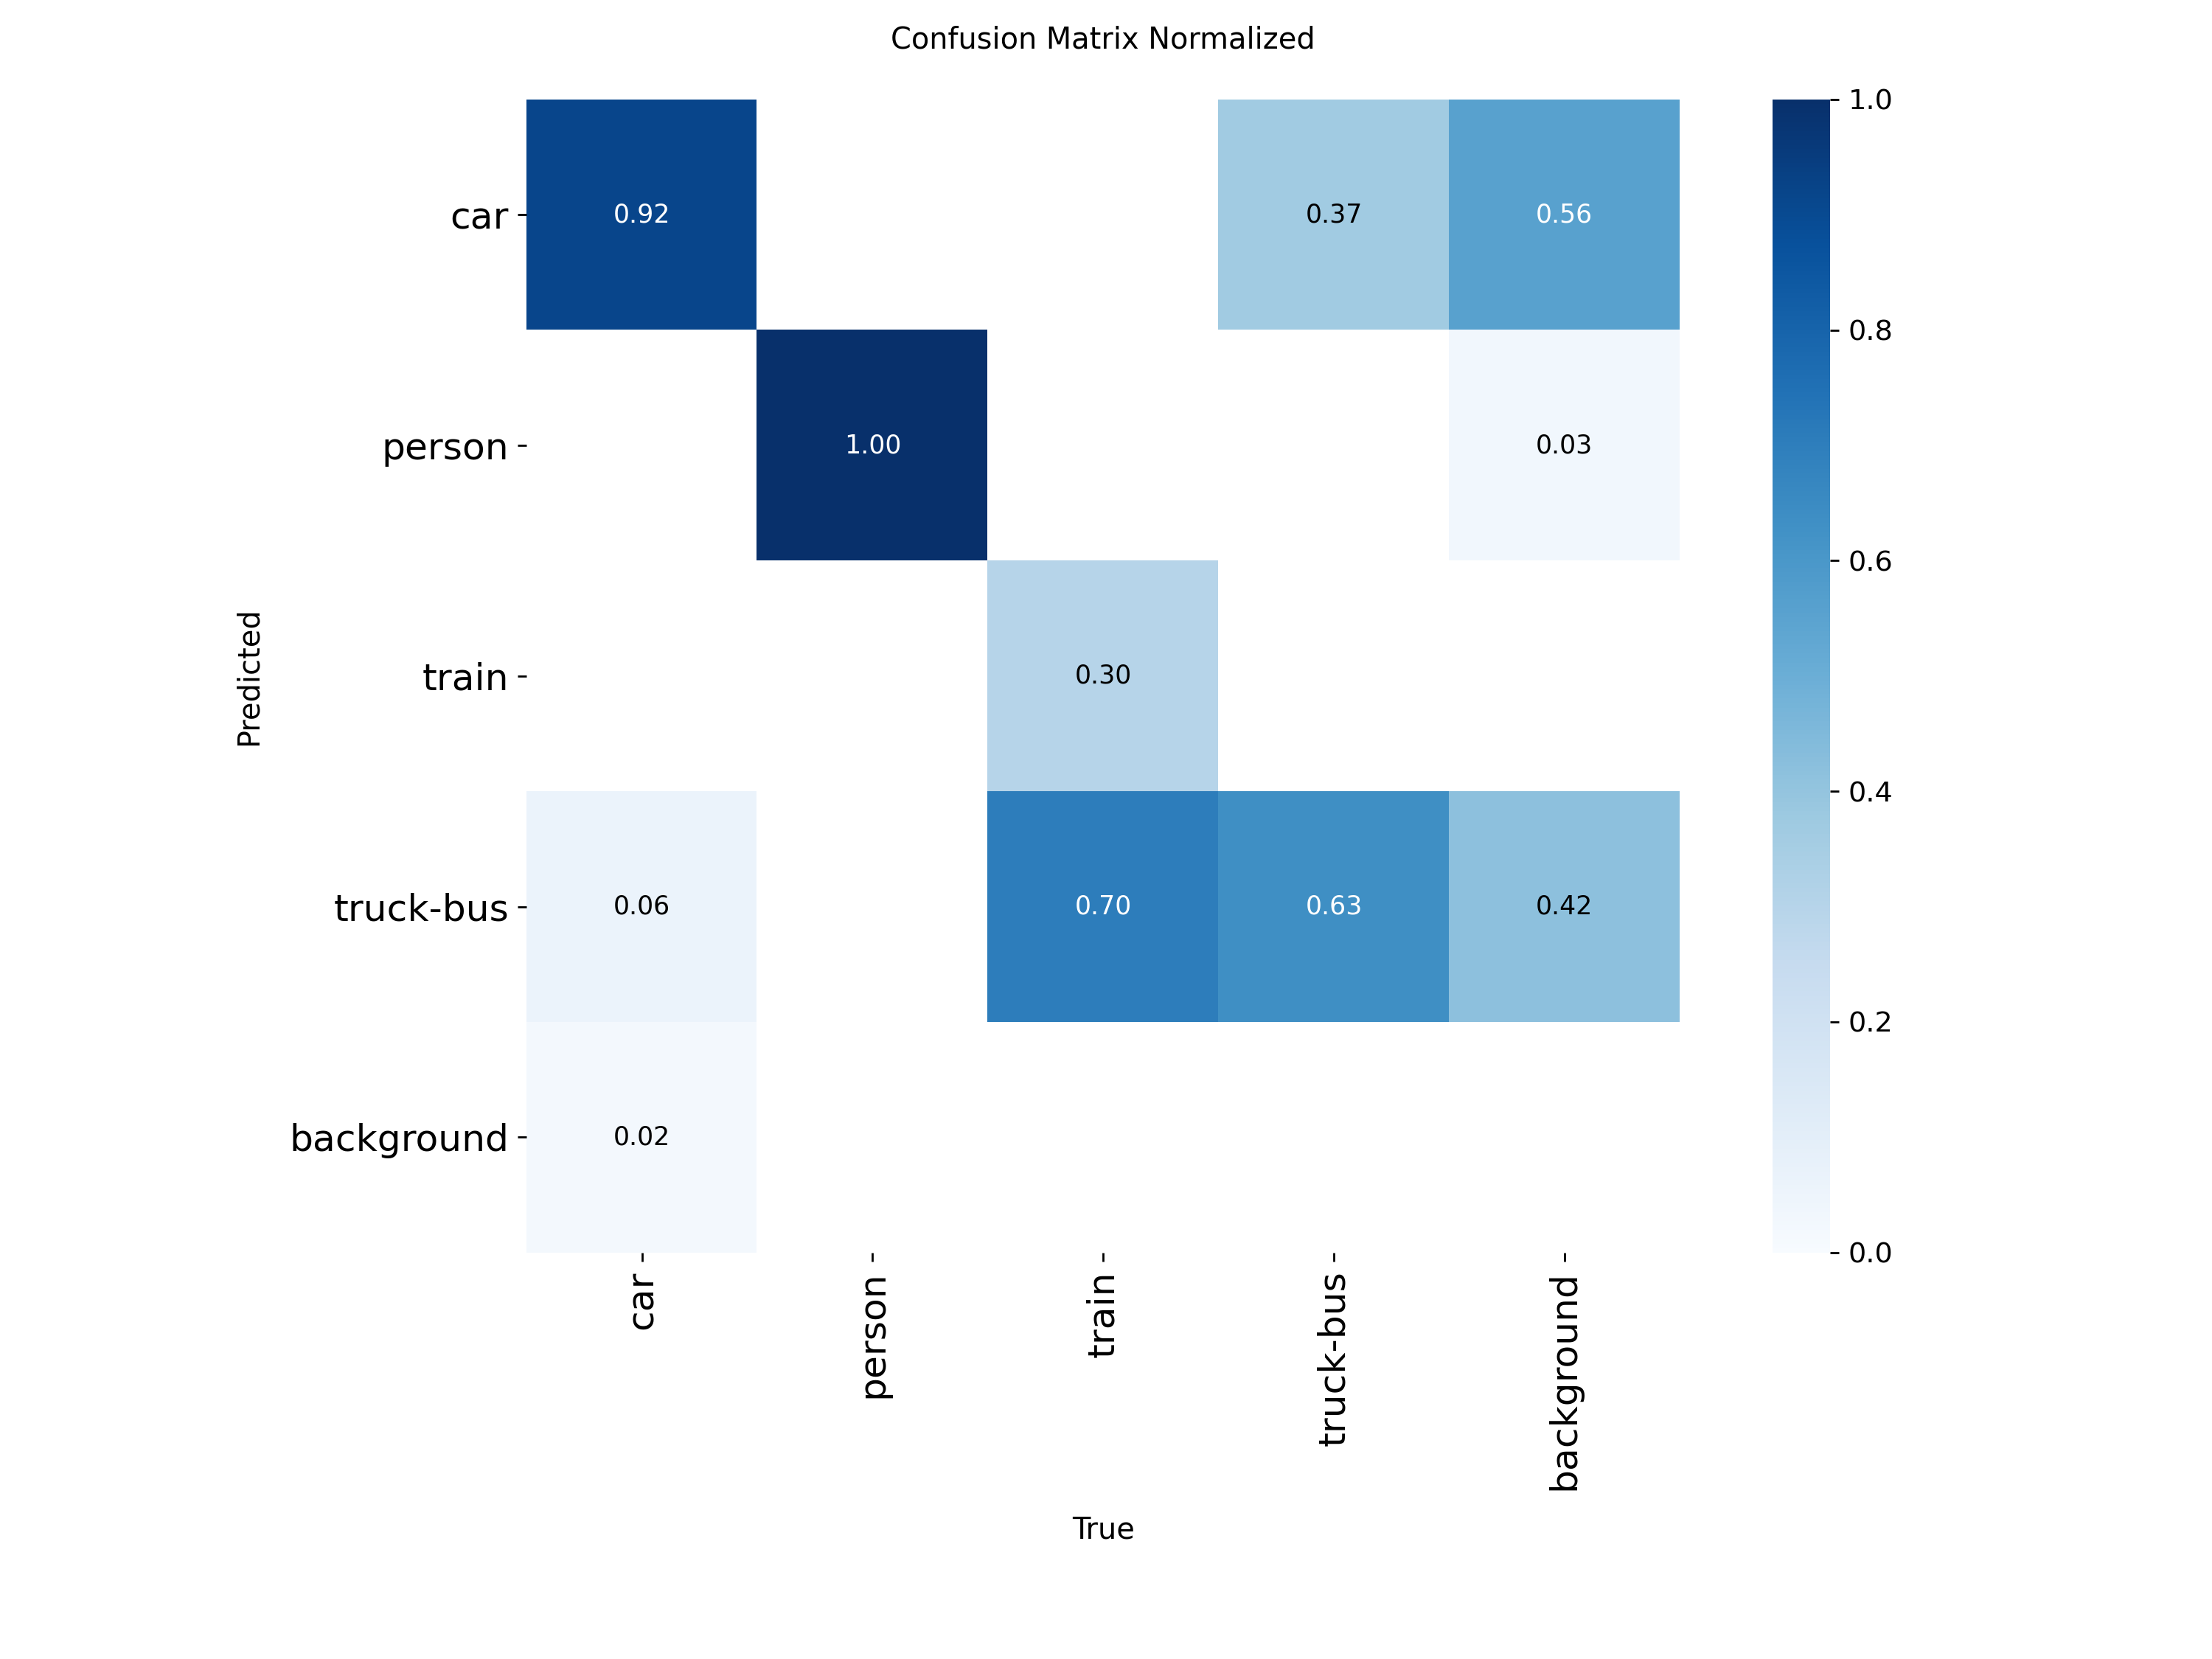 Confusion Matrix Normalized
1.0
car
0.92
0.37
0.56
0.8
person
1.00
0.03
0.6
Predicted
train
0.30
0.4
truck-bus
0.06
0.70
0.63
0.42
0.2
background
0.02
0.0
car
person
train
truck-bus
background
True